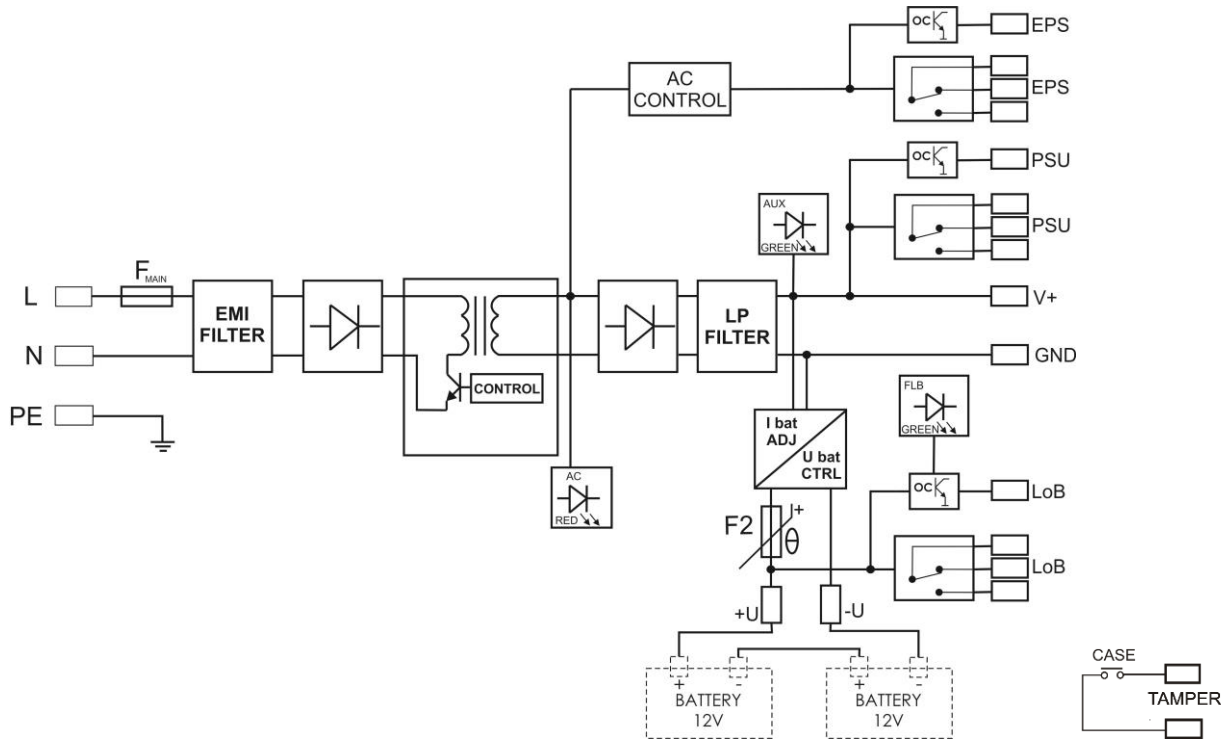 OC
EPS
AC
CONTROL
EPS
OC
PSU
AUX
GREEN
PSU
F MAIN
L
EMI
FILTER
LP
FILTER
V+
N
GND
CONTROL
PE
FLB
GREEN
I bat
ADJ
U bat
CTRL
AC
RED
OC
LoB
F2
I+
θ
LoB
+U
-U
CASE
+
-
+
-
BATTERY
12V
BATTERY
12V
TAMPER